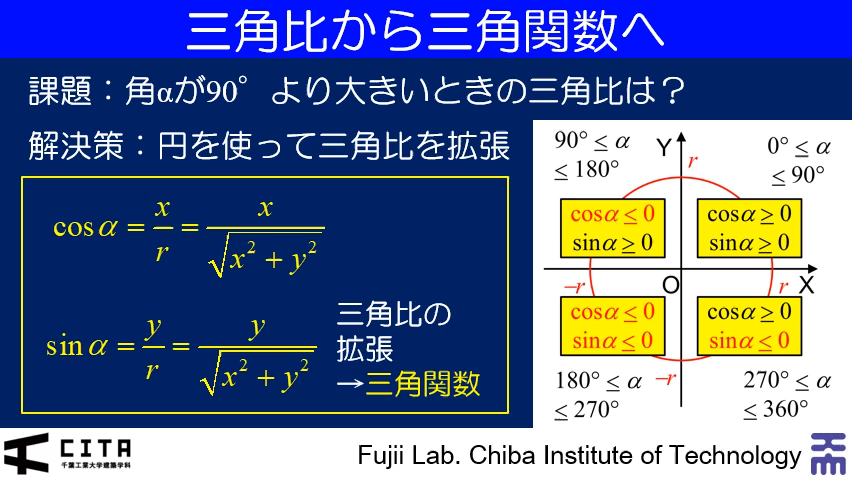 三角比から三角関数へ
課題：角αが90°より大きいときの三角比は？
解決策：円を使って三角比を拡張
cosα = x/r = x/√(x²+y²)
sinα = y/r = y/√(x²+y²)
三角比の
拡張
→三角関数
90° ≤ α
≤ 180°
Y
r
0° ≤ α
≤ 90°
cosα ≤ 0
sinα ≥ 0
cosα ≥ 0
sinα ≥ 0
−r
O
r
X
cosα ≤ 0
sinα ≤ 0
cosα ≥ 0
sinα ≤ 0
180° ≤ α
≤ 270°
−r
270° ≤ α
≤ 360°
CITA
千葉工業大学建築学科
Fujii Lab. Chiba Institute of Technology